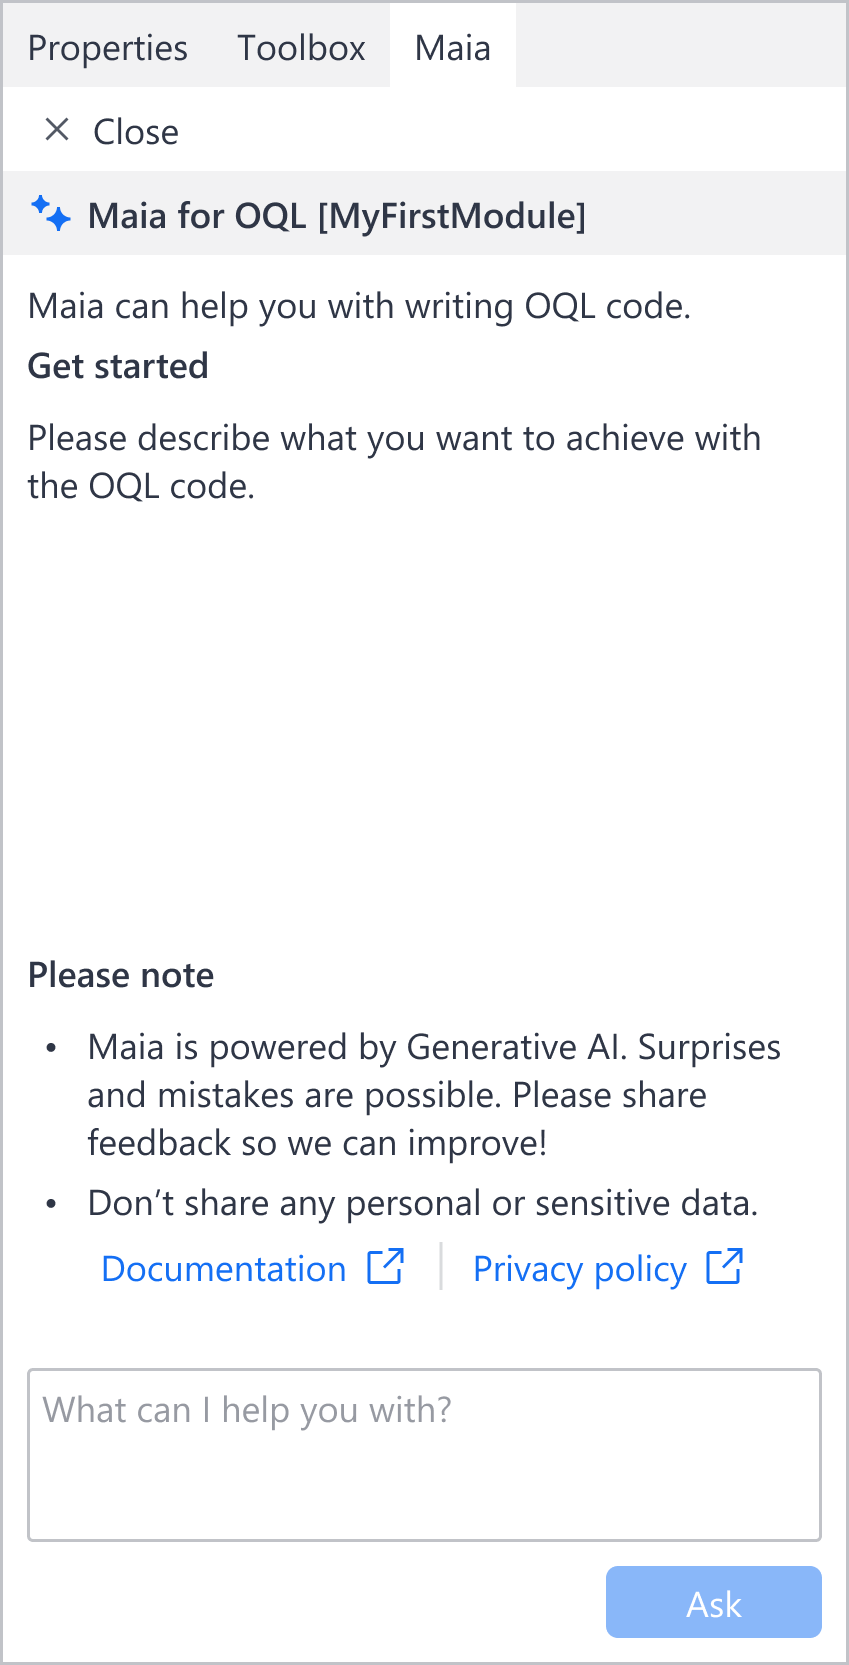 Properties Toolbox Maia
Close
Maia for OQL [MyFirstModule]
Maia can help you with writing OQL code.
Get started
Please describe what you want to achieve with
the OQL code.
Please note
• Maia is powered by Generative AI. Surprises
and mistakes are possible. Please share
feedback so we can improve!
• Don’t share any personal or sensitive data.
Documentation Privacy policy
What can I help you with?
Ask